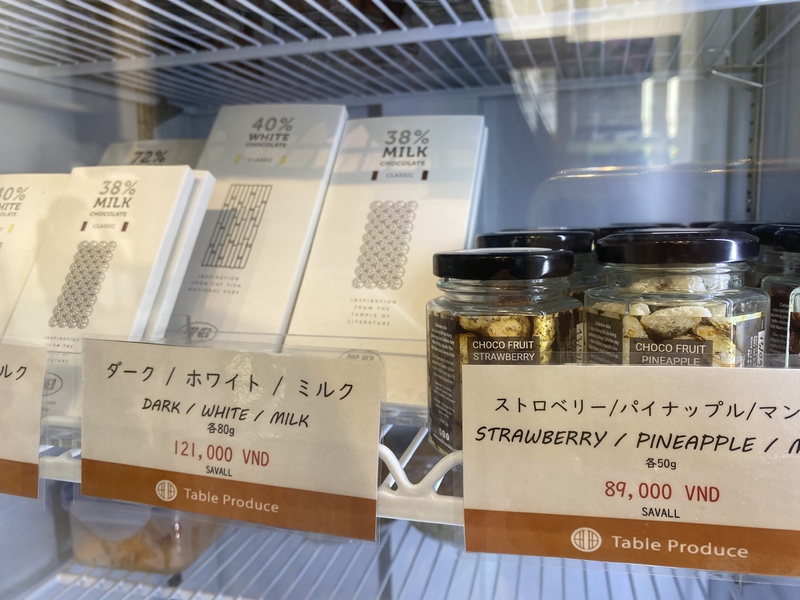 72%
40%
WHITE
CHOCOLATE
CLASSIC
38%
MILK
CHOCOLATE
CLASSIC
INSPIRATION
FROM THE
TEMPLE OF
LITERATURE
38%
MILK
CHOCOLATE
CLASSIC
INSPIRATION
NATIONAL PARK
CHOCO FRUIT
STRAWBERRY
CHOCO FRUIT
PINEAPPLE
ルク
ダーク / ホワイト / ミルク
DARK / WHITE / MILK
各80g
121,000 VND
SAVALL
Table Produce
ストロベリー/パイナップル/マン
STRAWBERRY / PINEAPPLE / M
各50g
89,000 VND
SAVALL
Table Produce